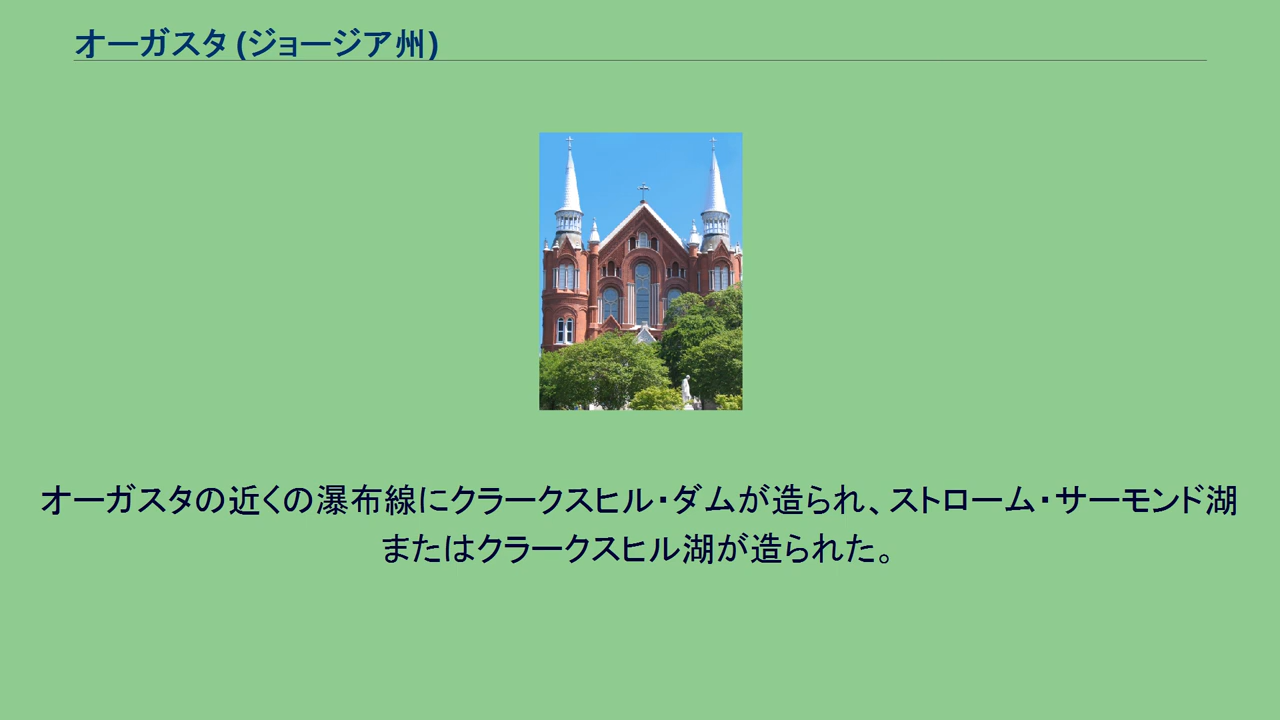 オーガスタ (ジョージア州)
オーガスタの近くの瀑布線にクラークスヒル・ダムが造られ、ストローム・サーモンド湖
またはクラークスヒル湖が造られた。